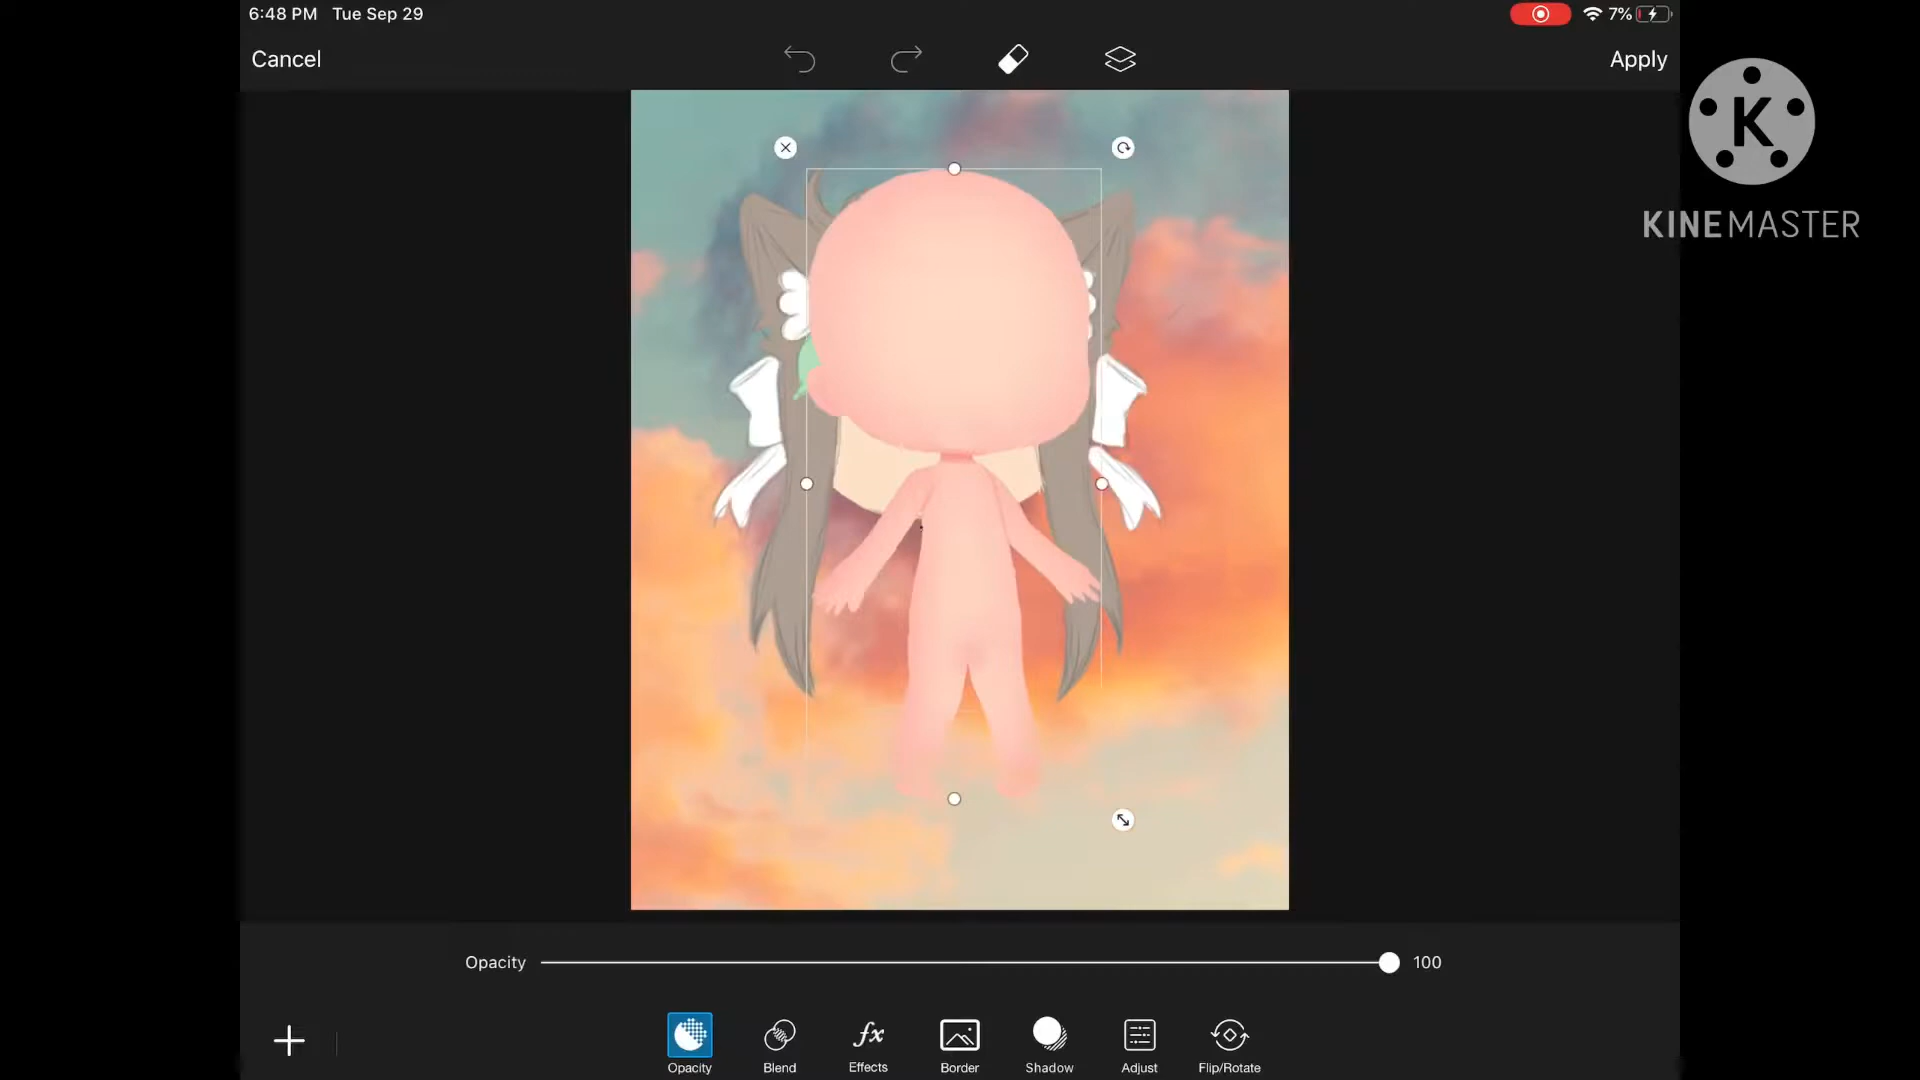 6:48 PM Tue Sep 29
7%
Cancel
Apply
K
KINEMASTER
Opacity
100
Opacity
Blend
fx
Effects
Border
Shadow
Adjust
Flip/Rotate